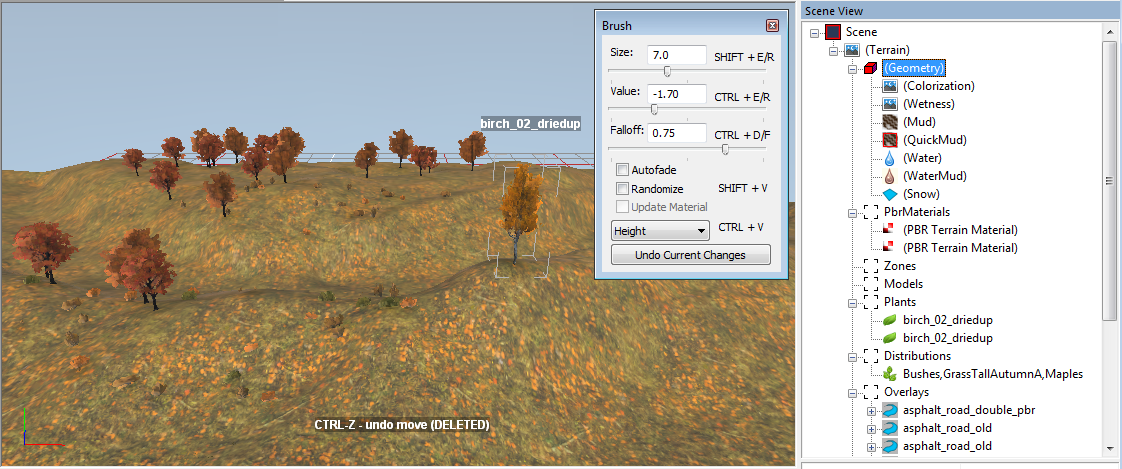 Brush
Size: 7.0 SHIFT + E/R
Value: -1.70 CTRL + E/R
Falloff: 0.75 CTRL + D/F
Autofade
Randomize SHIFT + V
Update Material
Height CTRL + V
Undo Current Changes
birch_02_driedup
CTRL-Z - undo move (DELETED)
Scene View
Scene
(Terrain)
(Geometry)
(Colorization)
(Wetness)
(Mud)
(QuickMud)
(Water)
(WaterMud)
(Snow)
PbrMaterials
(PBR Terrain Material)
(PBR Terrain Material)
Zones
Models
Plants
birch_02_driedup
birch_02_driedup
Distributions
Bushes,GrassTallAutumnA,Maples
Overlays
asphalt_road_double_pbr
asphalt_road_old
asphalt_road_old